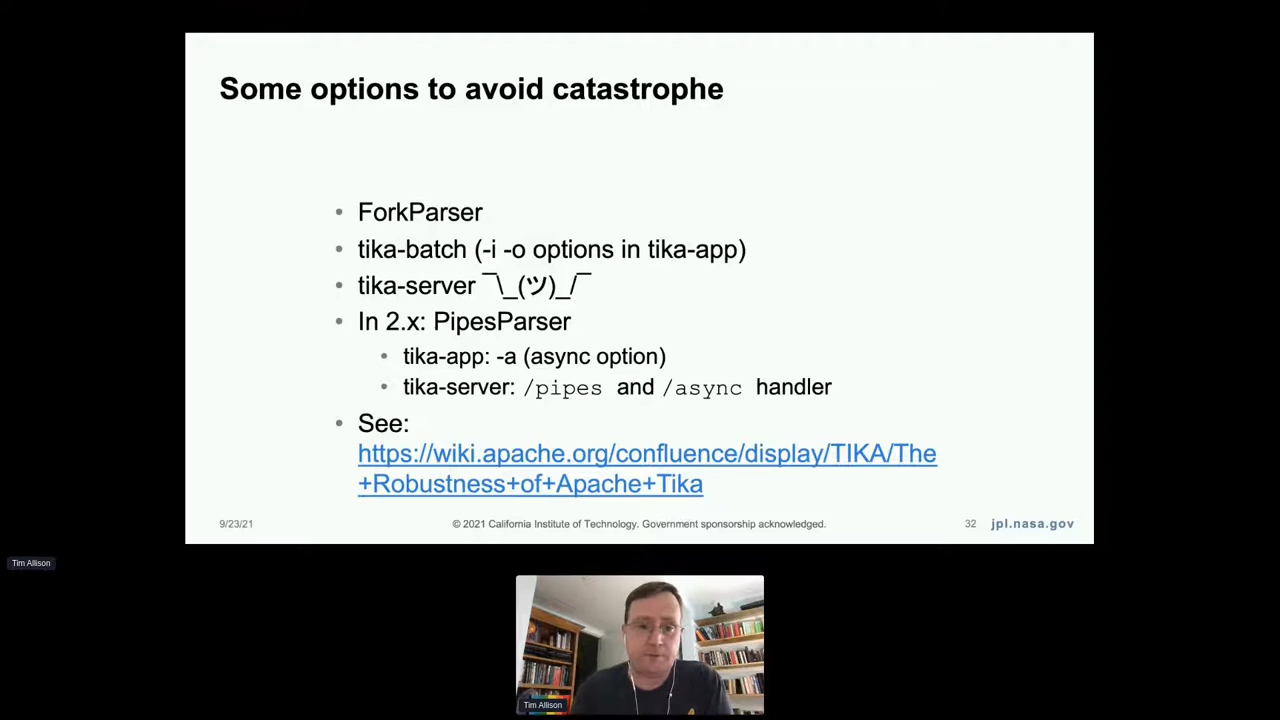 Some options to avoid catastrophe
• ForkParser
• tika-batch (-i -o options in tika-app)
• tika-server ¯\_(ツ)_/¯
• In 2.x: PipesParser
• tika-app: -a (async option)
• tika-server: /pipes and /async handler
• See:
https://wiki.apache.org/confluence/display/TIKA/The
+Robustness+of+Apache+Tika
9/23/21 © 2021 California Institute of Technology. Government sponsorship acknowledged. 32 jpl.nasa.gov
Tim Allison
Tim Allison